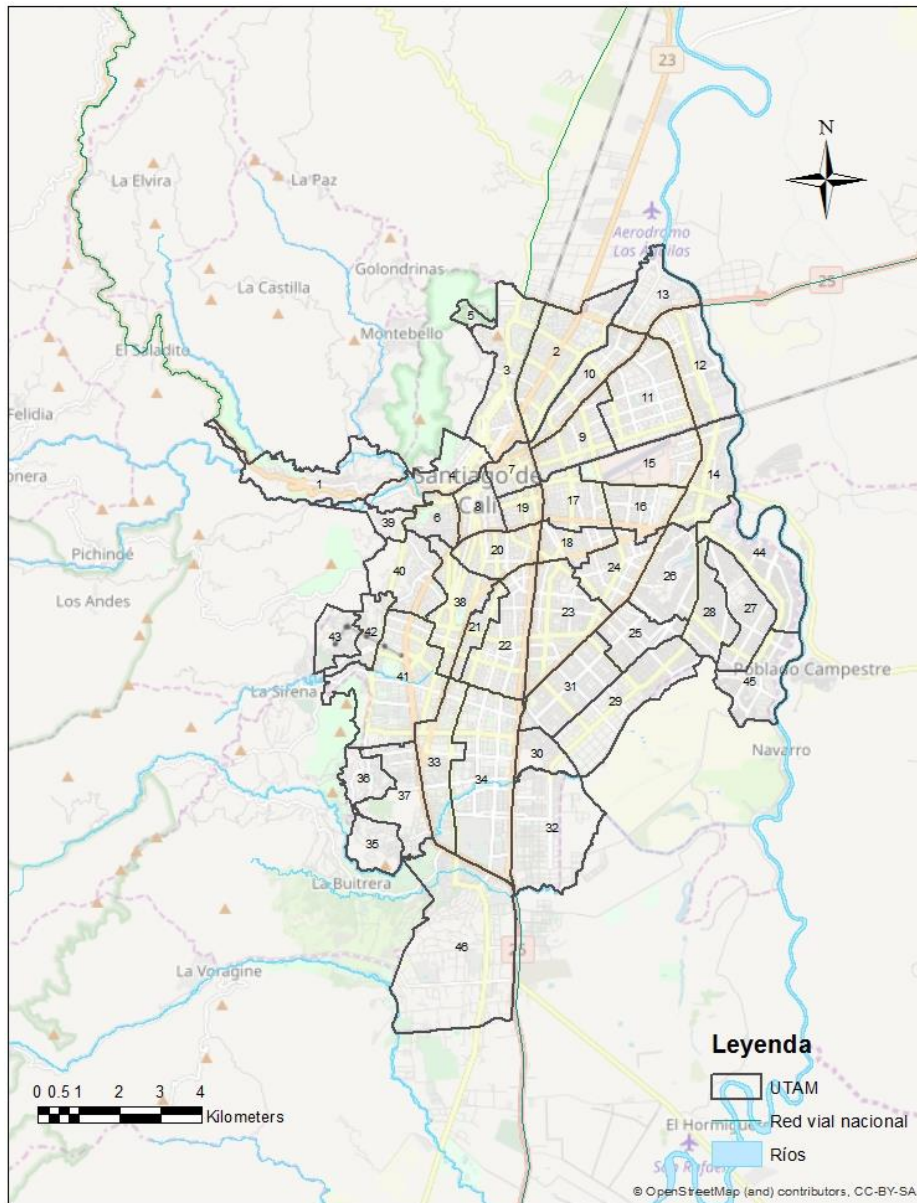 23
N
La Elvira
La Paz
Aerodromo
Las Aguilas
Golondrinas
25
La Castilla
13
5
Montebello
El Saladito
2
3
12
10
11
Felidia
9
4
7
15
1
Santiago de
Cali
14
8
17
19
16
6
39
18
20
44
Pichindé
40
24
26
Los Andes
38
23
28
27
21
43
42
22
25
Poblado Campestre
41
45
31
La Sirena
29
Navarro
30
33
34
36
37
32
35
La Buitrera
46
25
La Voragine
Leyenda
UTAM
Red vial nacional
Ríos
0 0.5 1 2 3 4
Kilometers
El Hormiguero
San Rafael
© OpenStreetMap (and) contributors, CC-BY-SA